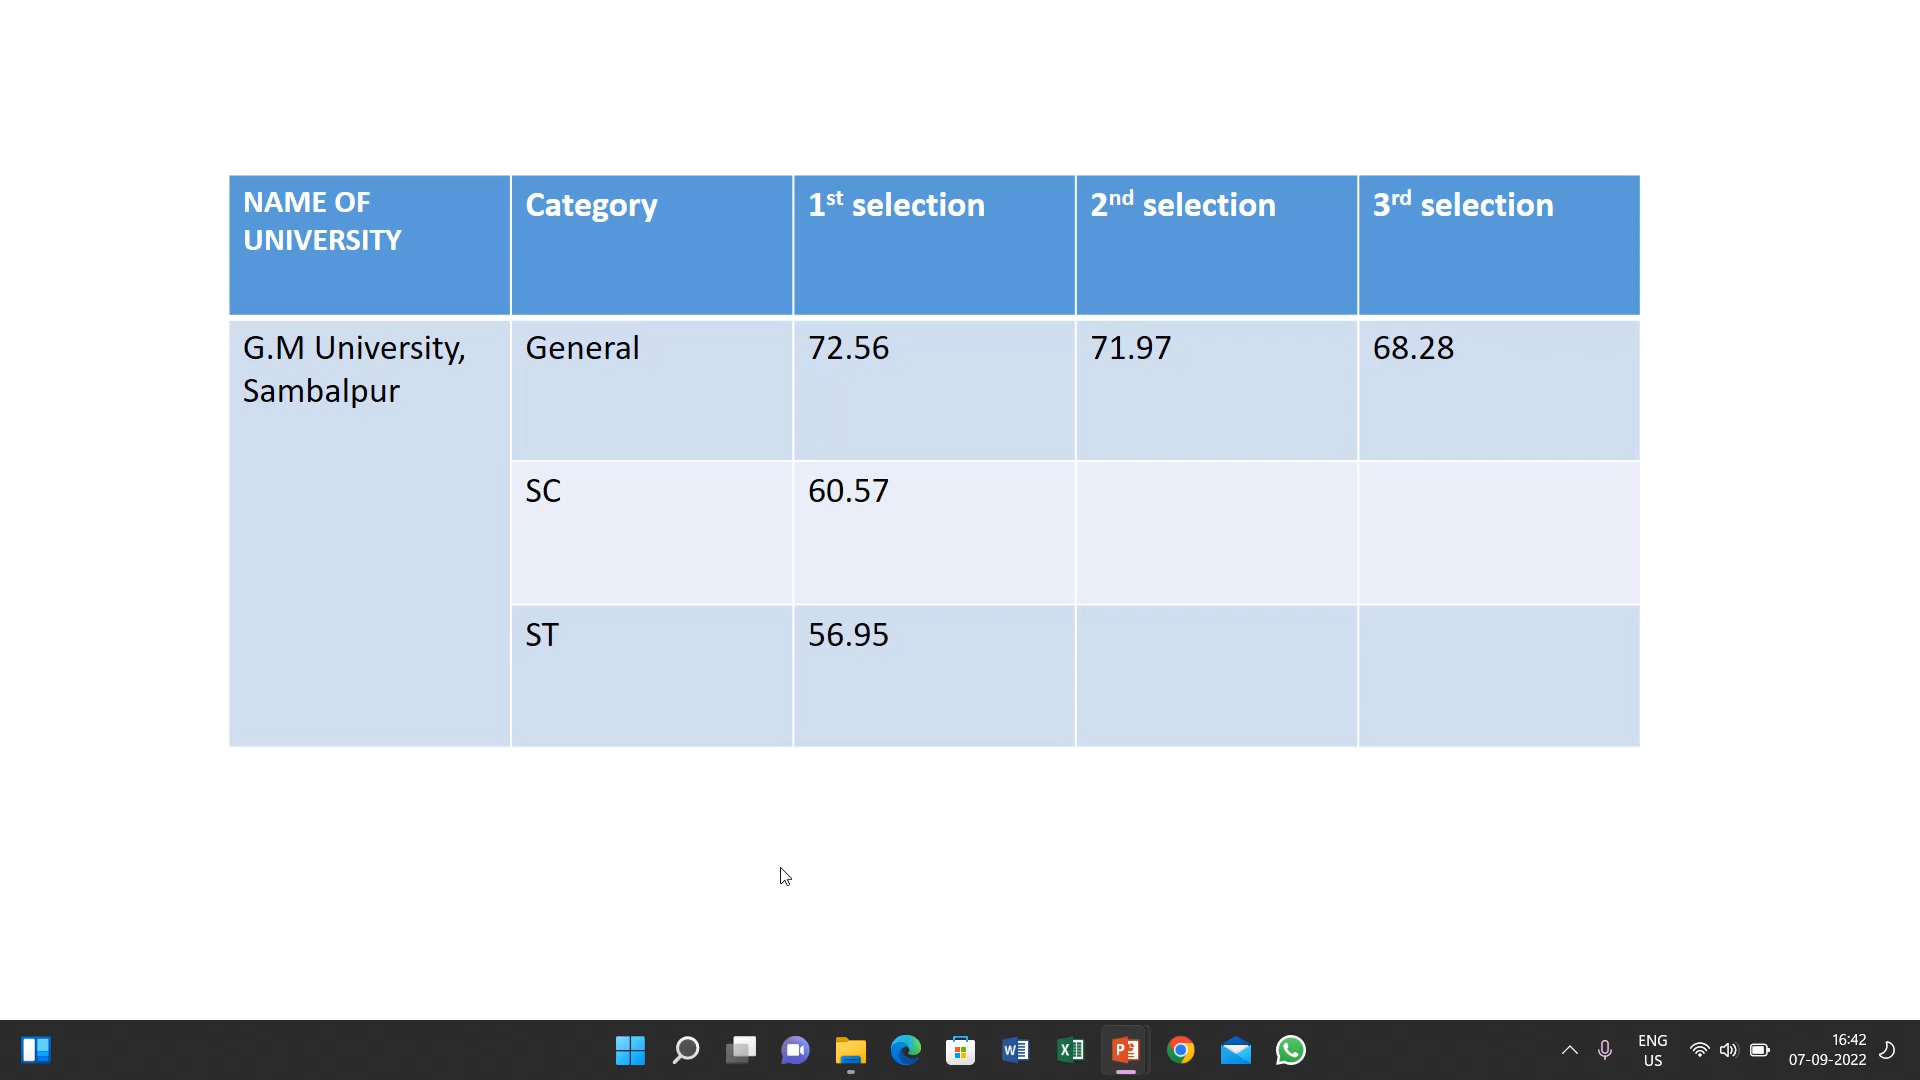 NAME OF
UNIVERSITY
Category
1st selection
2nd selection
3rd selection
G.M University,
Sambalpur
General
72.56
71.97
68.28
SC
60.57
ST
56.95
ENG
US
16:42
07-09-2022